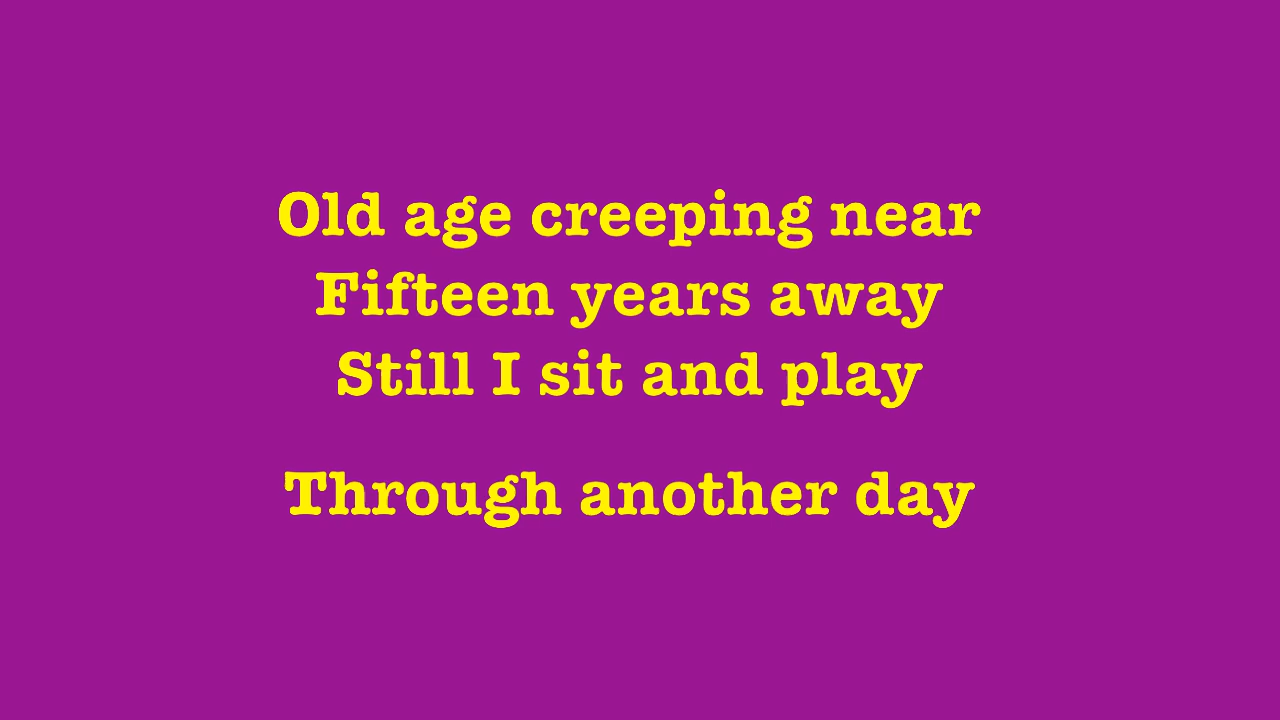 Old age creeping near
Fifteen years away
Still I sit and play
Through another day